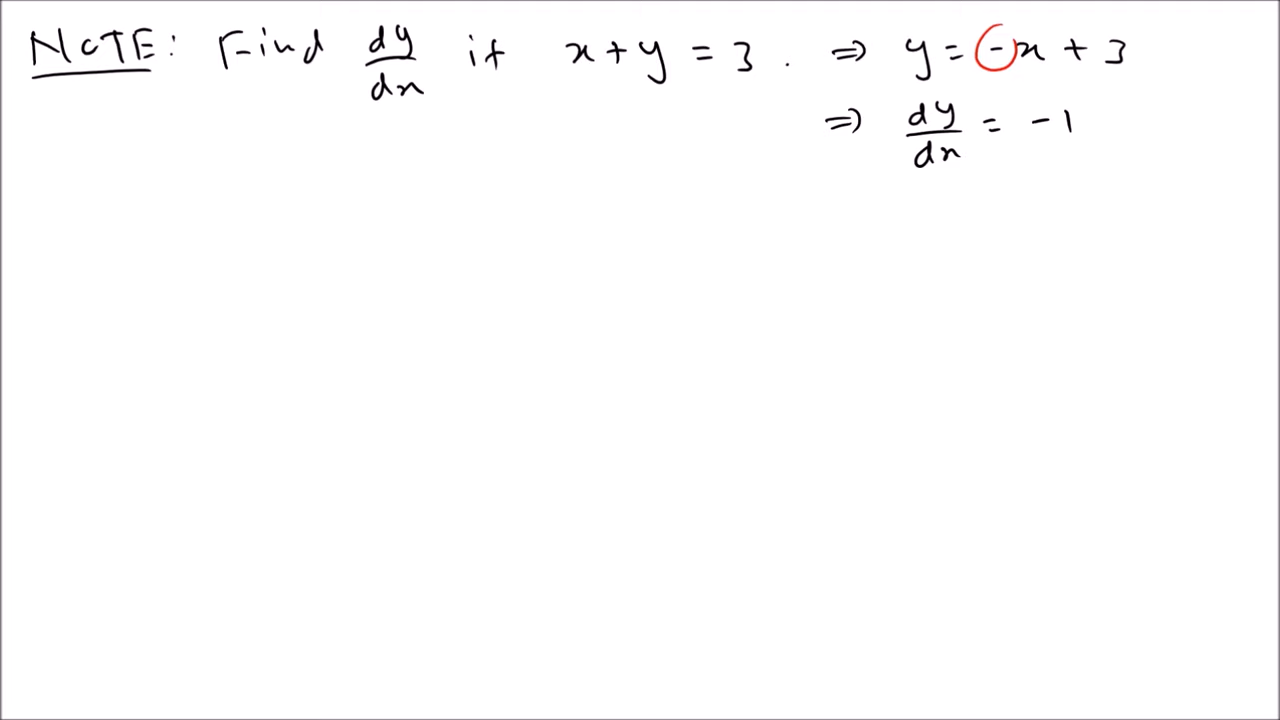 NOTE: Find dy/dx if x + y = 3 . ⇒ y = -x + 3
⇒ dy/dx = -1